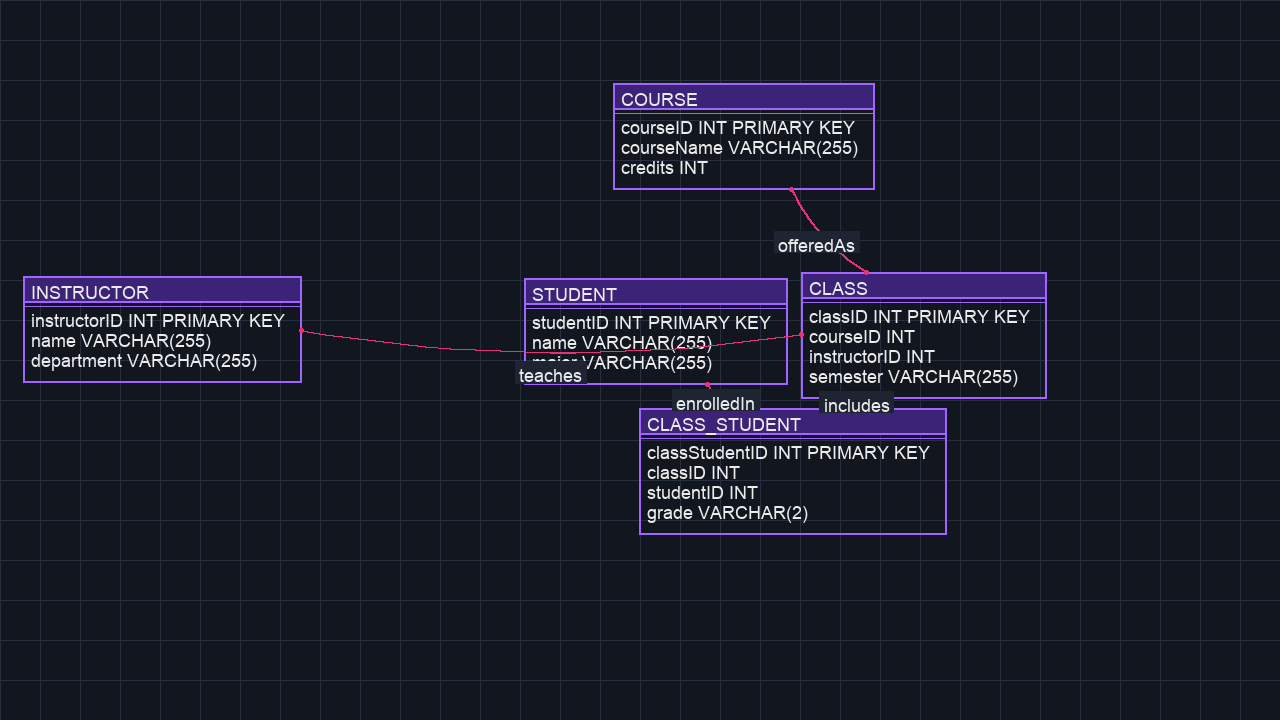 COURSE
courseID INT PRIMARY KEY
courseName VARCHAR(255)
credits INT
offeredAs
INSTRUCTOR
instructorID INT PRIMARY KEY
name VARCHAR(255)
department VARCHAR(255)
STUDENT
studentID INT PRIMARY KEY
name VARCHAR(255)
major VARCHAR(255)
teaches
CLASS
classID INT PRIMARY KEY
courseID INT
instructorID INT
semester VARCHAR(255)
enrolledIn
includes
CLASS_STUDENT
classStudentID INT PRIMARY KEY
classID INT
studentID INT
grade VARCHAR(2)